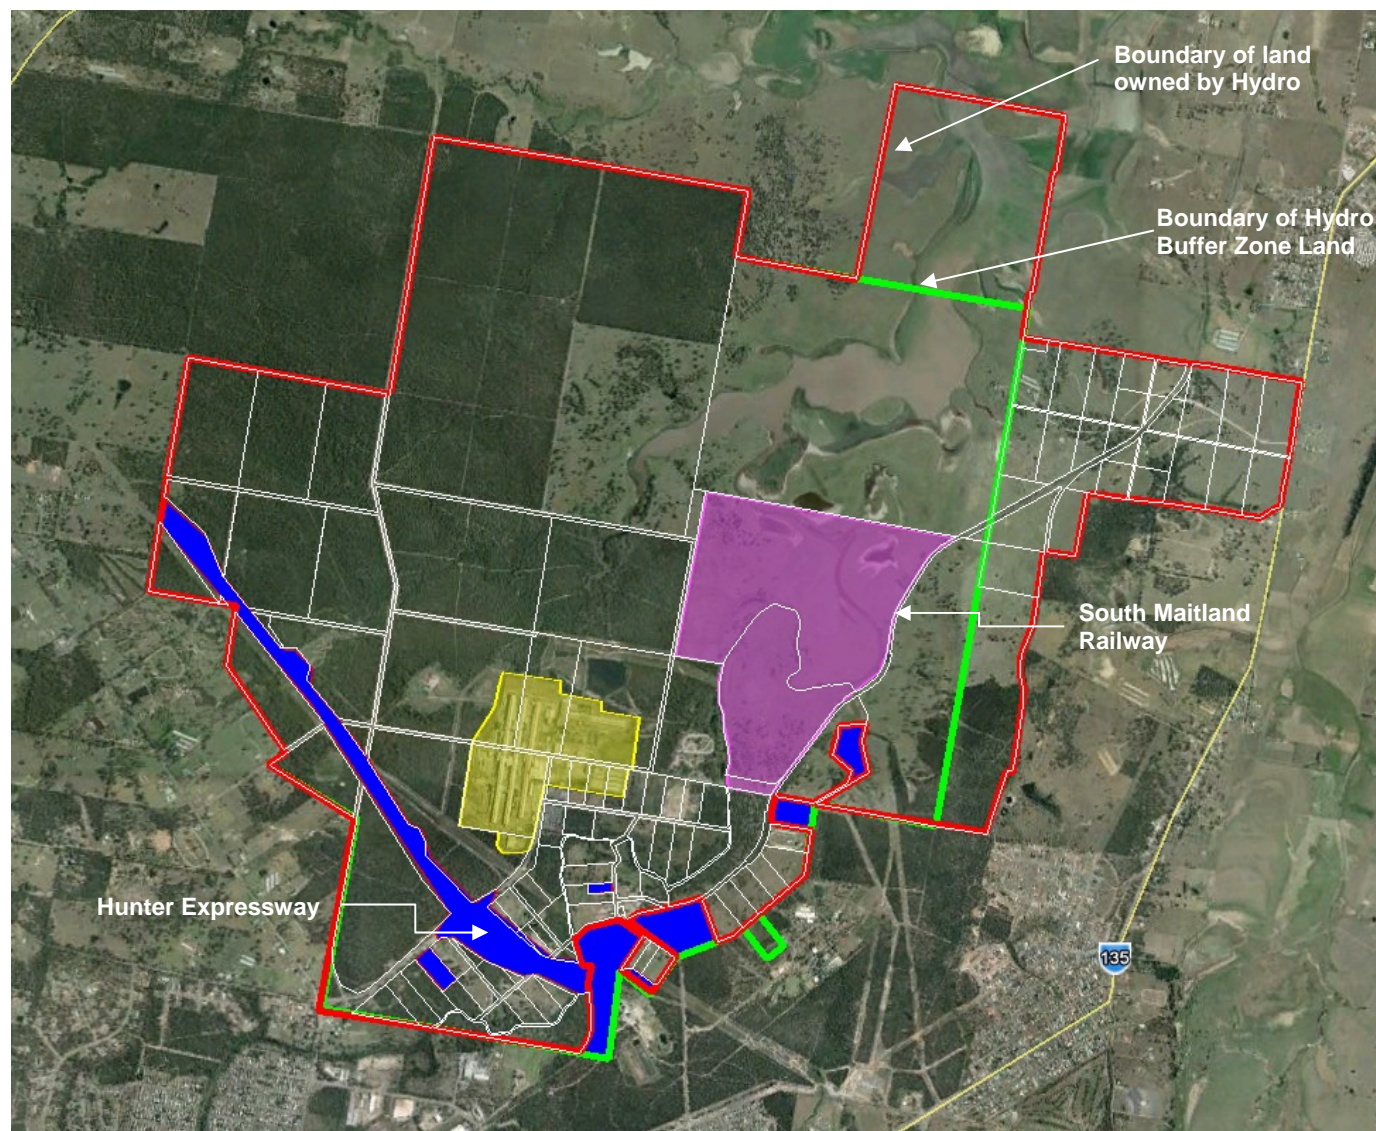 Boundary of land
owned by Hydro
Boundary of Hydro
Buffer Zone Land
South Maitland
Railway
Hunter Expressway
135